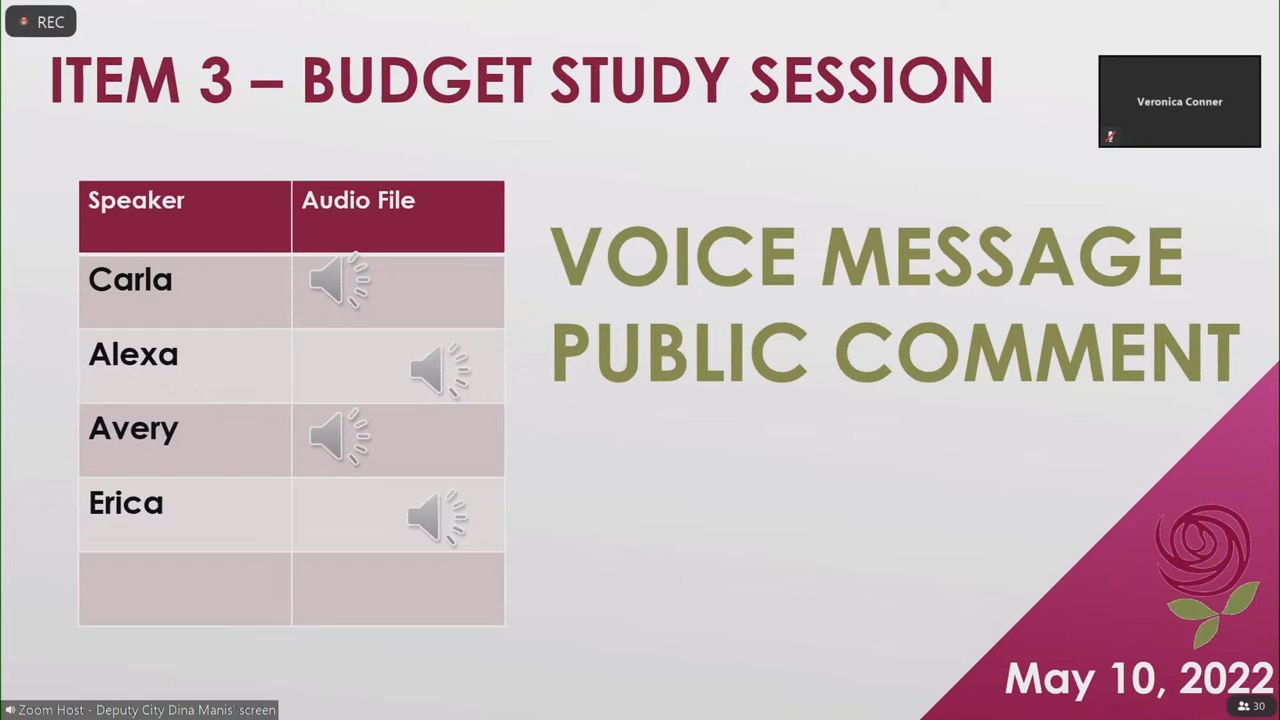 REC
ITEM 3 – BUDGET STUDY SESSION
Veronica Conner
Speaker
Audio File
Carla
Alexa
Avery
Erica
VOICE MESSAGE
PUBLIC COMMENT
May 10, 2022
Zoom Host - Deputy City Dina Manis' screen
30